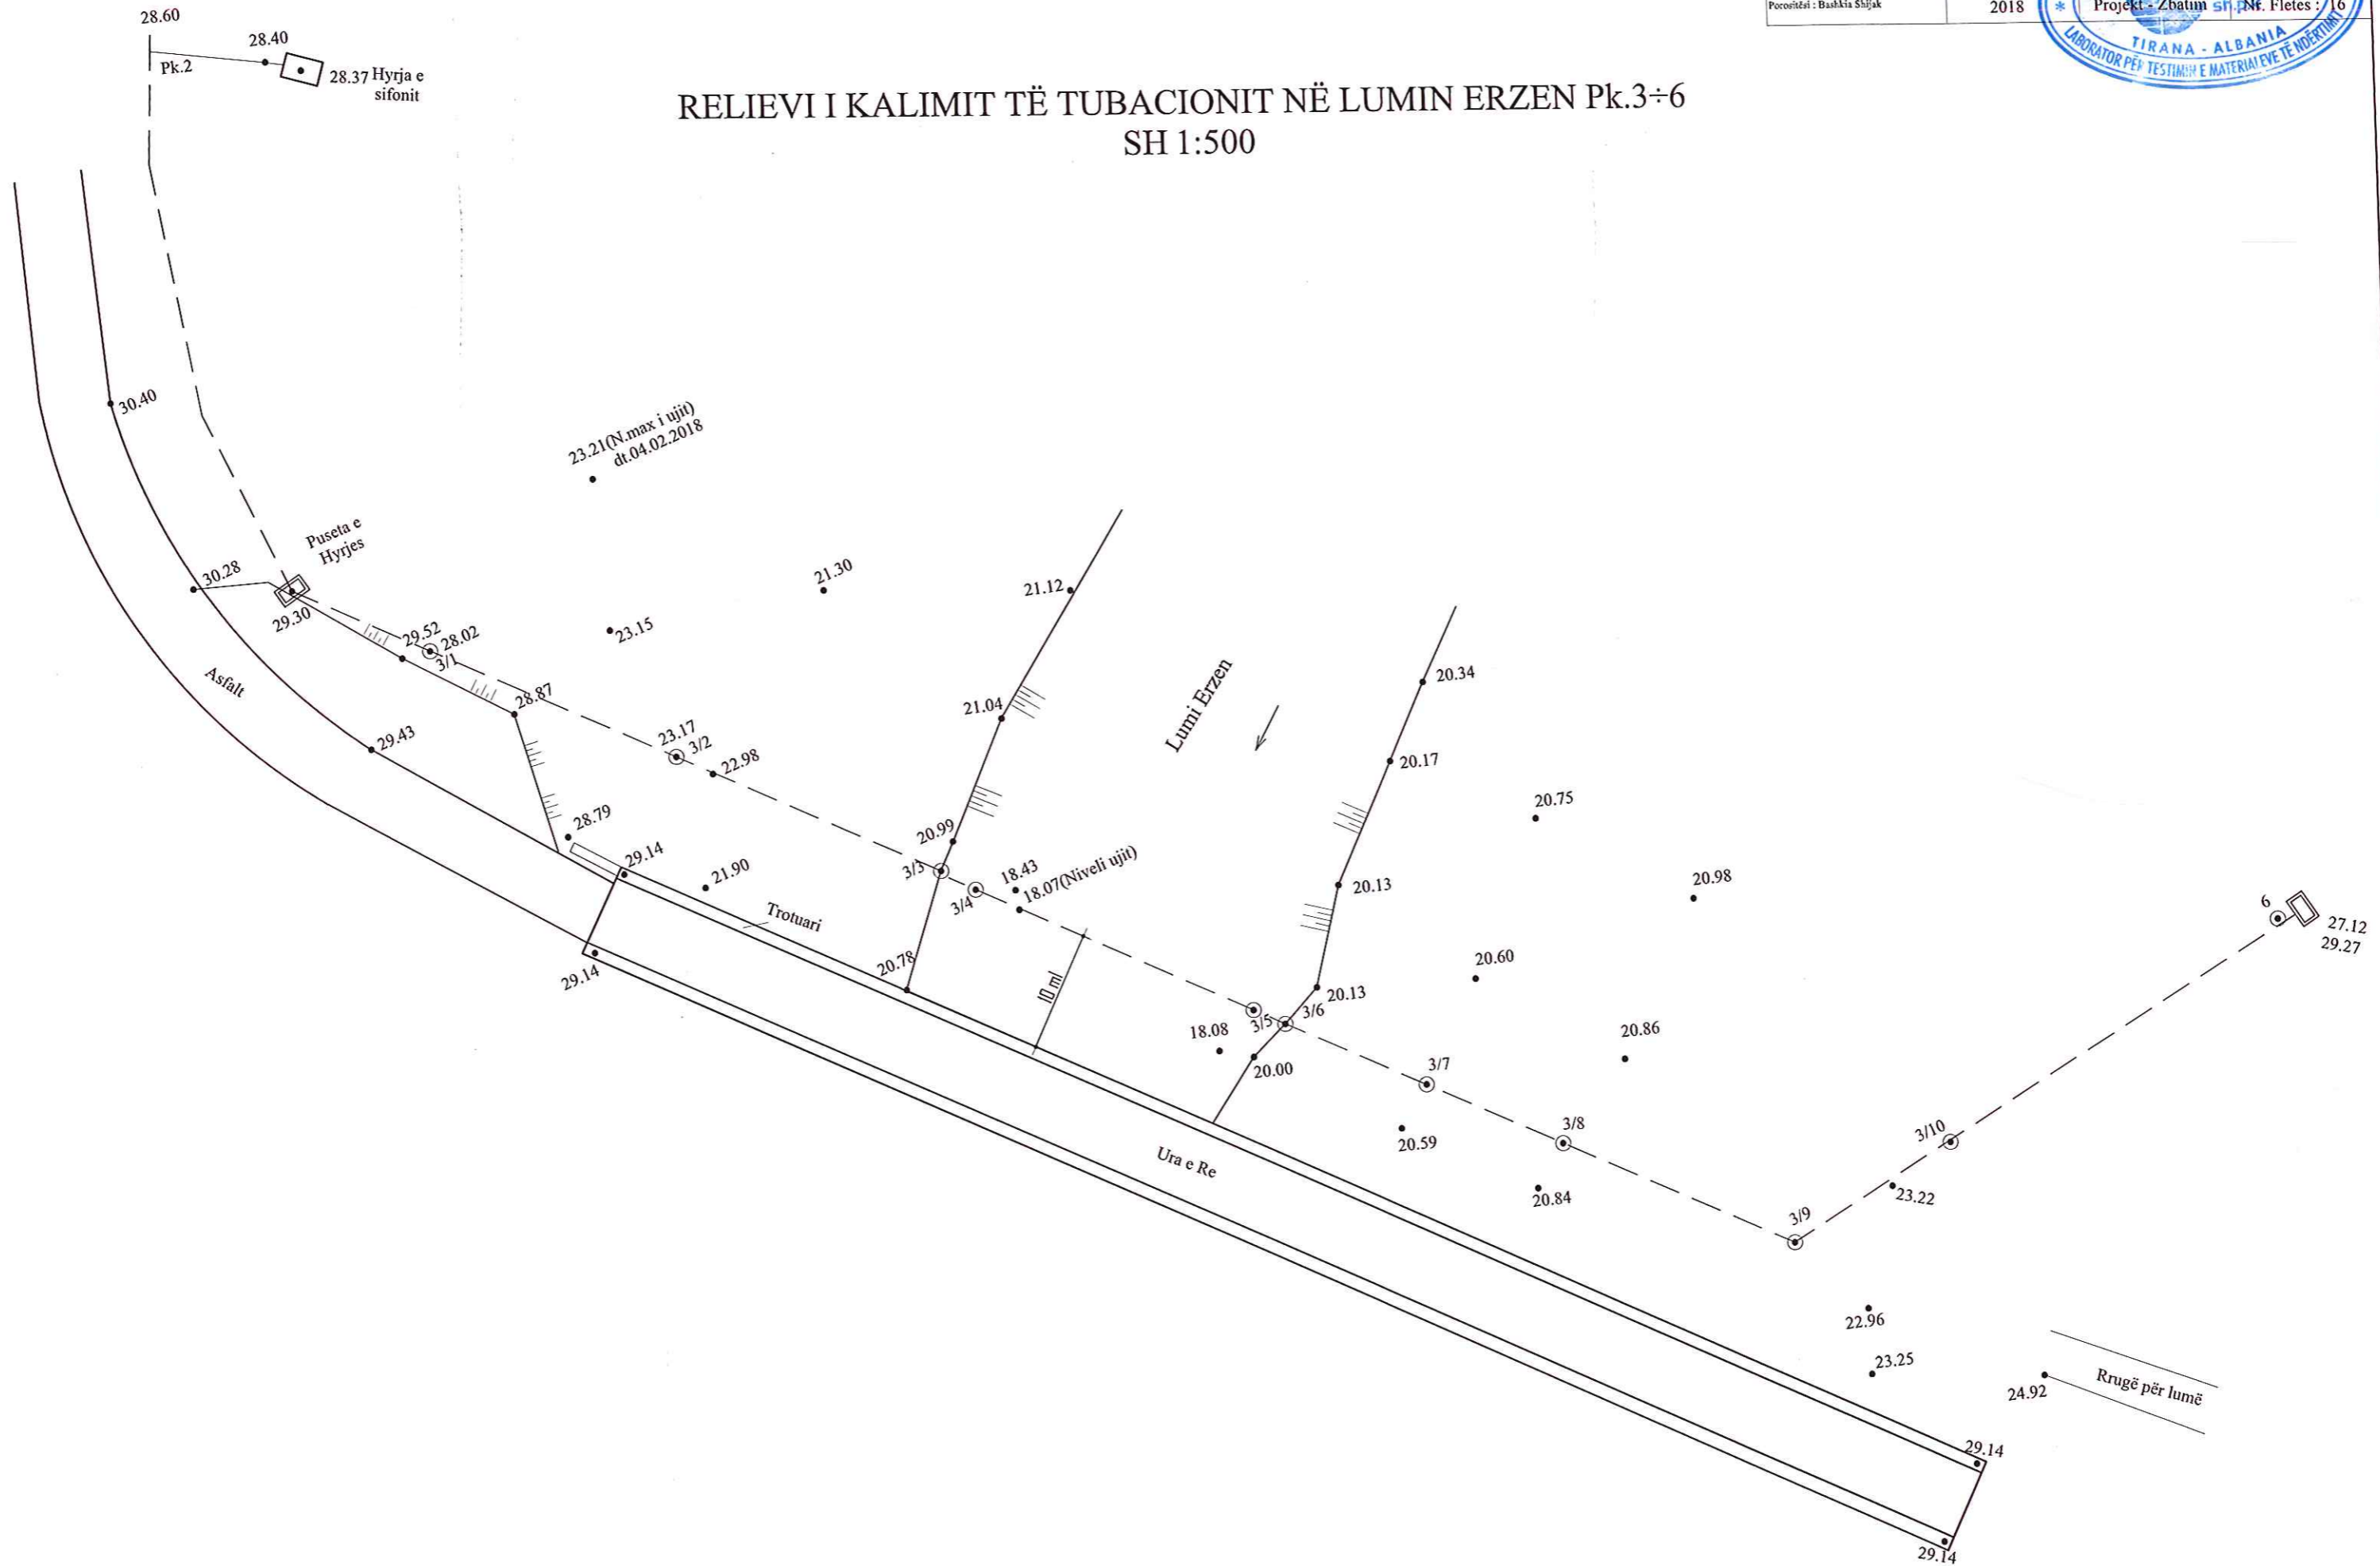 Porositësi : Bashkia Shijak
2018
Projekt - Zbatim
Nr. Fletes : 16
sh.p.k.
TIRANA - ALBANIA
LABORATOR PËR TESTIMIN E MATERIALEVE TË NDËRTIMIT
RELIEVI I KALIMIT TË TUBACIONIT NË LUMIN ERZEN Pk.3÷6
SH 1:500
28.60
28.40
Pk.2
28.37 Hyrja e
sifonit
30.40
23.21(N.max i ujit)
dt.04.02.2018
Puseta e
Hyrjes
30.28
29.30
29.52
28.02
3/1
23.15
21.30
21.12
Asfalt
28.87
29.43
23.17
3/2
22.98
21.04
Lumi Erzen
20.34
20.17
20.75
28.79
29.14
21.90
20.99
3/3
3/4
18.43
18.07(Niveli ujit)
20.13
20.98
6
27.12
29.27
Trotuari
29.14
20.78
10 ml
20.60
20.13
18.08
3/5
3/6
20.00
20.86
3/7
3/8
20.59
3/10
Ura e Re
20.84
23.22
3/9
22.96
23.25
24.92
Rrugë për lumë
29.14
29.14